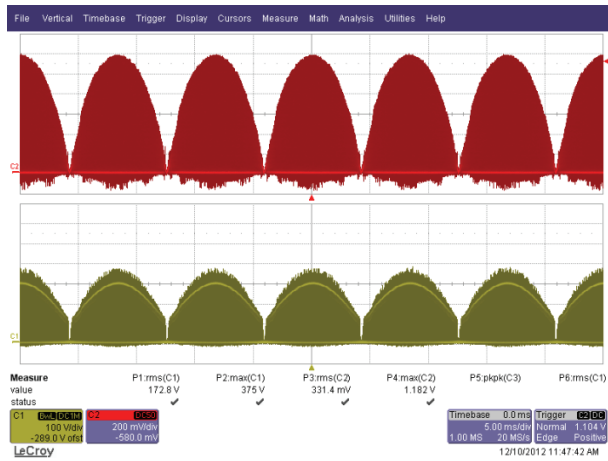 File Vertical Timebase Trigger Display Cursors Measure Math Analysis Utilities Help
C2
C1
Measure P1:rms(C1) P2:max(C1) P3:rms(C2) P4:max(C2) P5:pkpk(C3) P6:rms(C1)
value 172.8 V 375 V 331.4 mV 1.182 V
status
C1 BwL DC1M
100 V/div
-289.0 V ofst
C2 DC50
200 mV/div
-580.0 mV
Timebase 0.0 ms
5.00 ms/div
1.00 MS 20 MS/s
Trigger C2 DC
Normal 1.104 V
Edge Positive
LeCroy
12/10/2012 11:47:42 AM